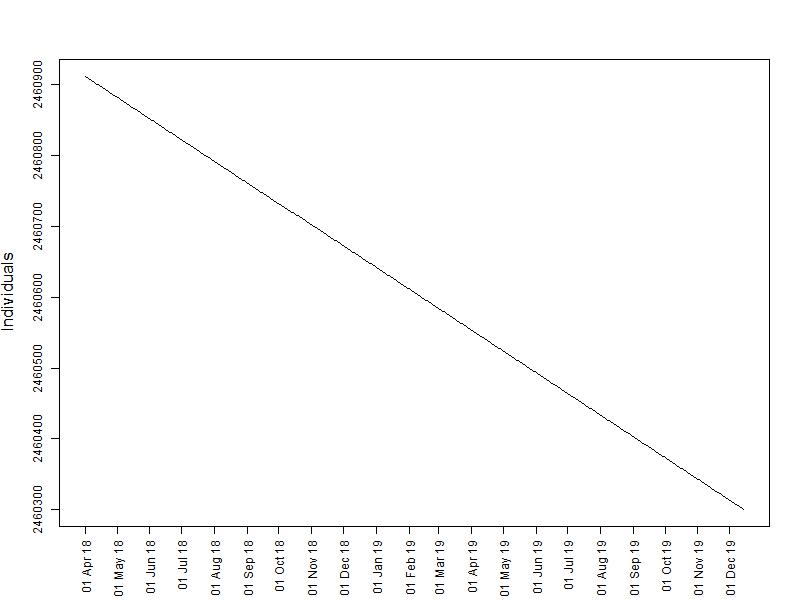 Individuals
2460900
2460800
2460700
2460600
2460500
2460400
2460300
01 Apr 18
01 May 18
01 Jun 18
01 Jul 18
01 Aug 18
01 Sep 18
01 Oct 18
01 Nov 18
01 Dec 18
01 Jan 19
01 Feb 19
01 Mar 19
01 Apr 19
01 May 19
01 Jun 19
01 Jul 19
01 Aug 19
01 Sep 19
01 Oct 19
01 Nov 19
01 Dec 19